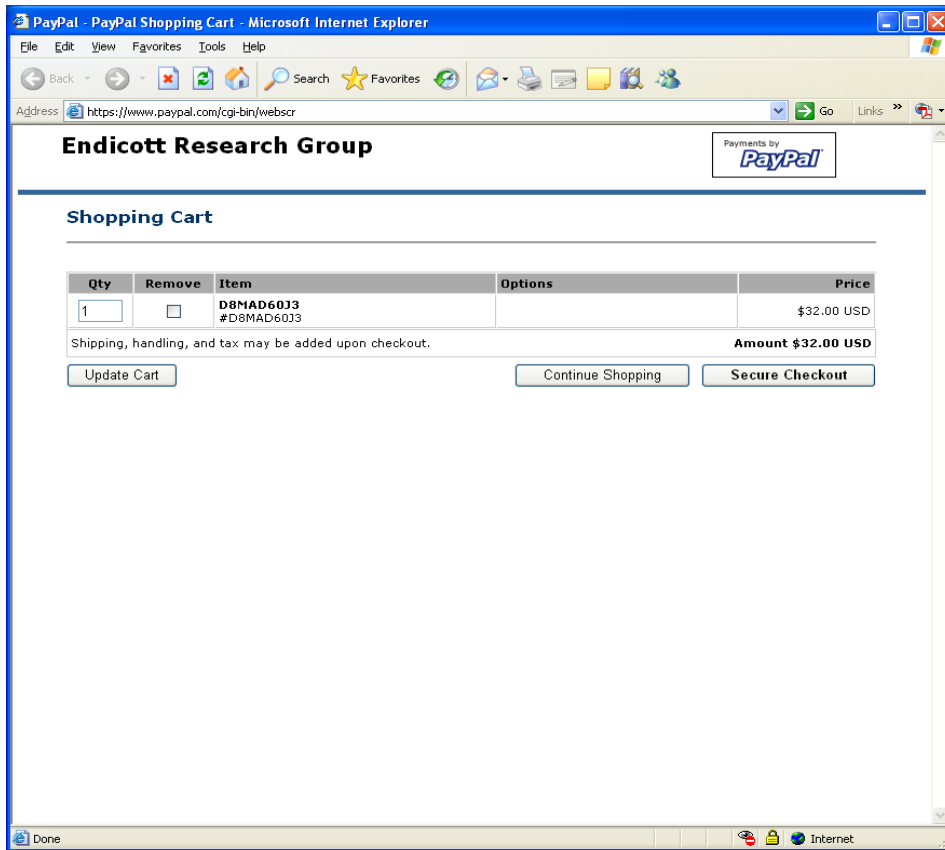 PayPal - PayPal Shopping Cart - Microsoft Internet Explorer
File Edit View Favorites Tools Help
Back Search Favorites
Address https://www.paypal.com/cgi-bin/webscr Go Links »
Endicott Research Group
Payments by
PayPal
Shopping Cart
Qty Remove Item Options Price
1 D8MAD60J3 $32.00 USD
#D8MAD60J3
Shipping, handling, and tax may be added upon checkout. Amount $32.00 USD
Update Cart Continue Shopping Secure Checkout
Done Internet